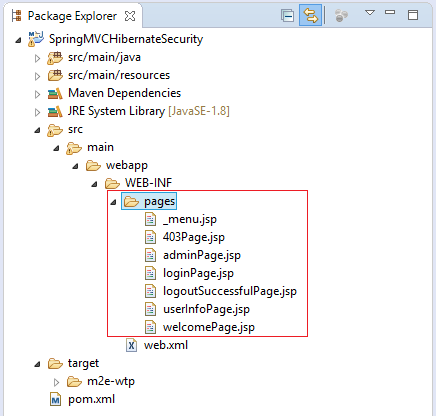 Package Explorer
SpringMVCHibernateSecurity
src/main/java
src/main/resources
Maven Dependencies
JRE System Library [JavaSE-1.8]
src
main
webapp
WEB-INF
pages
_menu.jsp
403Page.jsp
adminPage.jsp
loginPage.jsp
logoutSuccessfulPage.jsp
userInfoPage.jsp
welcomePage.jsp
web.xml
target
m2e-wtp
pom.xml